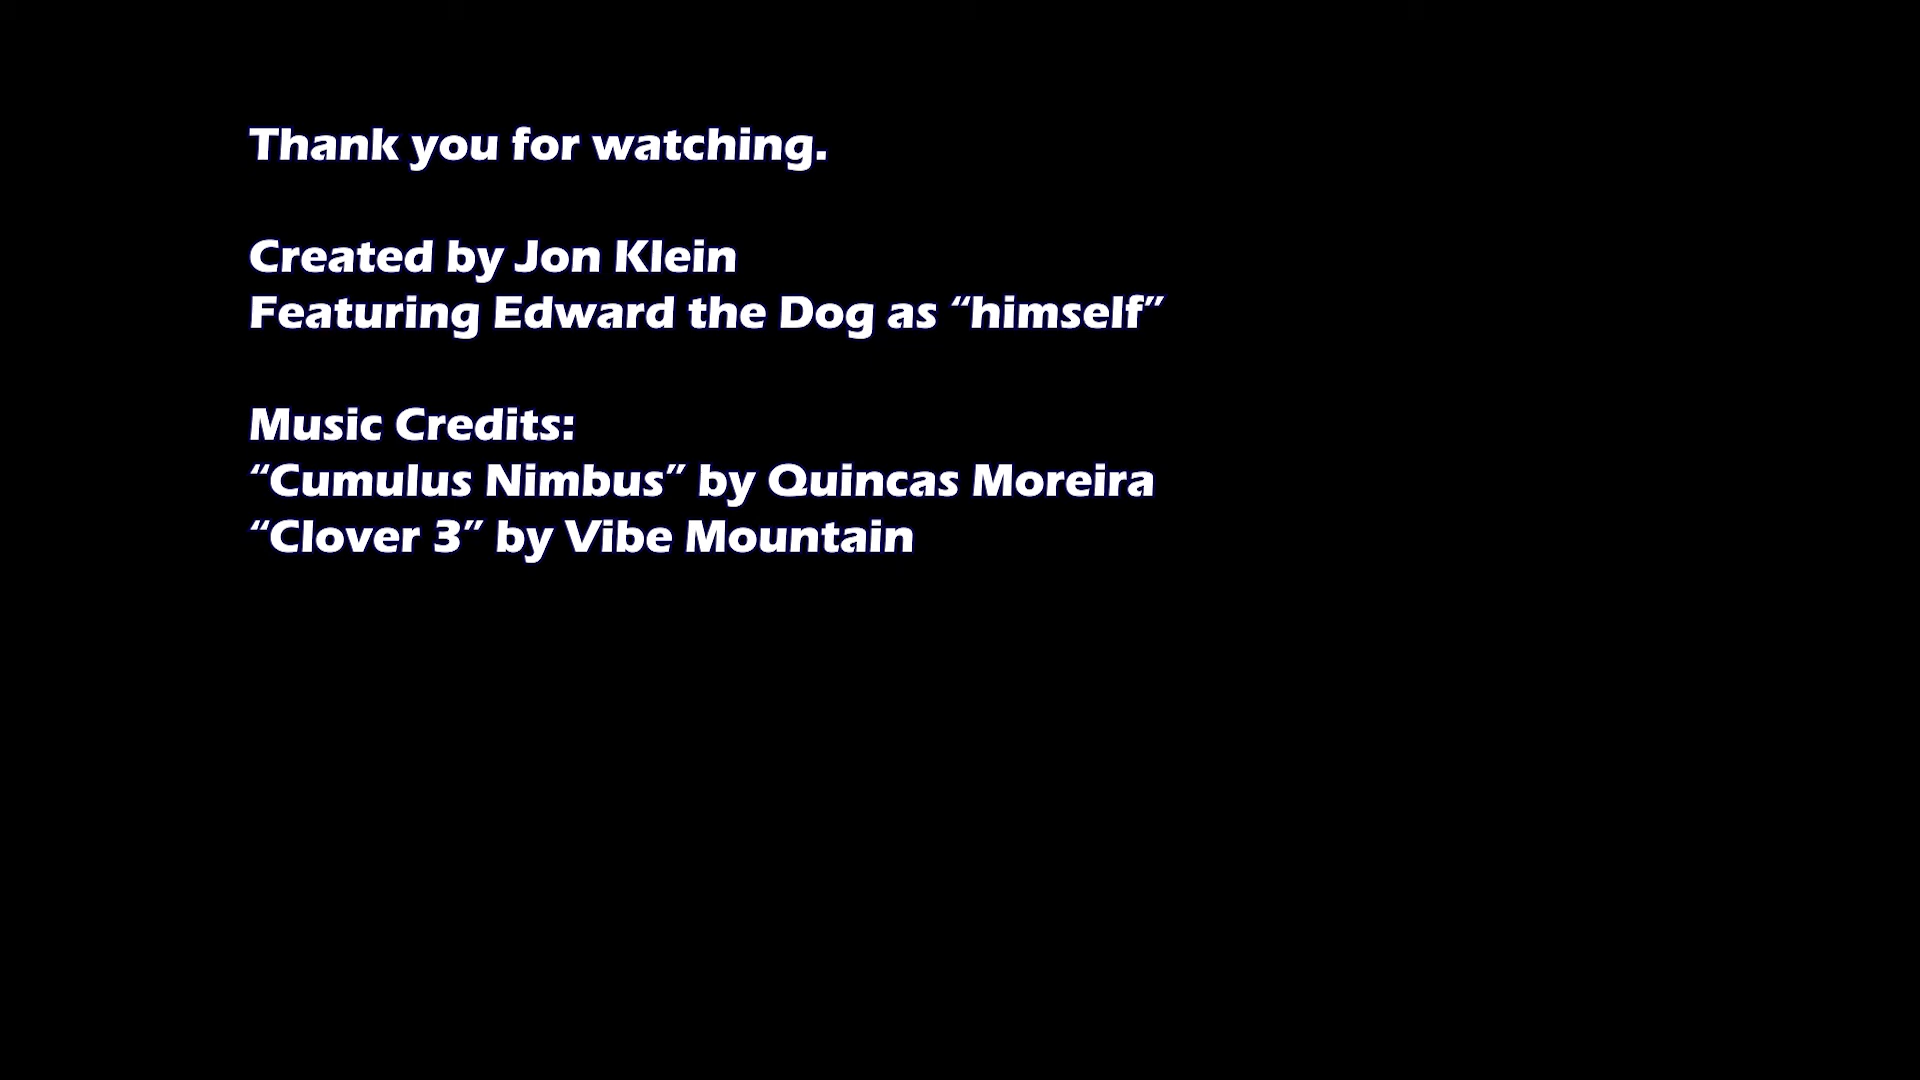 Thank you for watching.
Created by Jon Klein
Featuring Edward the Dog as “himself”
Music Credits:
“Cumulus Nimbus” by Quincas Moreira
“Clover 3” by Vibe Mountain